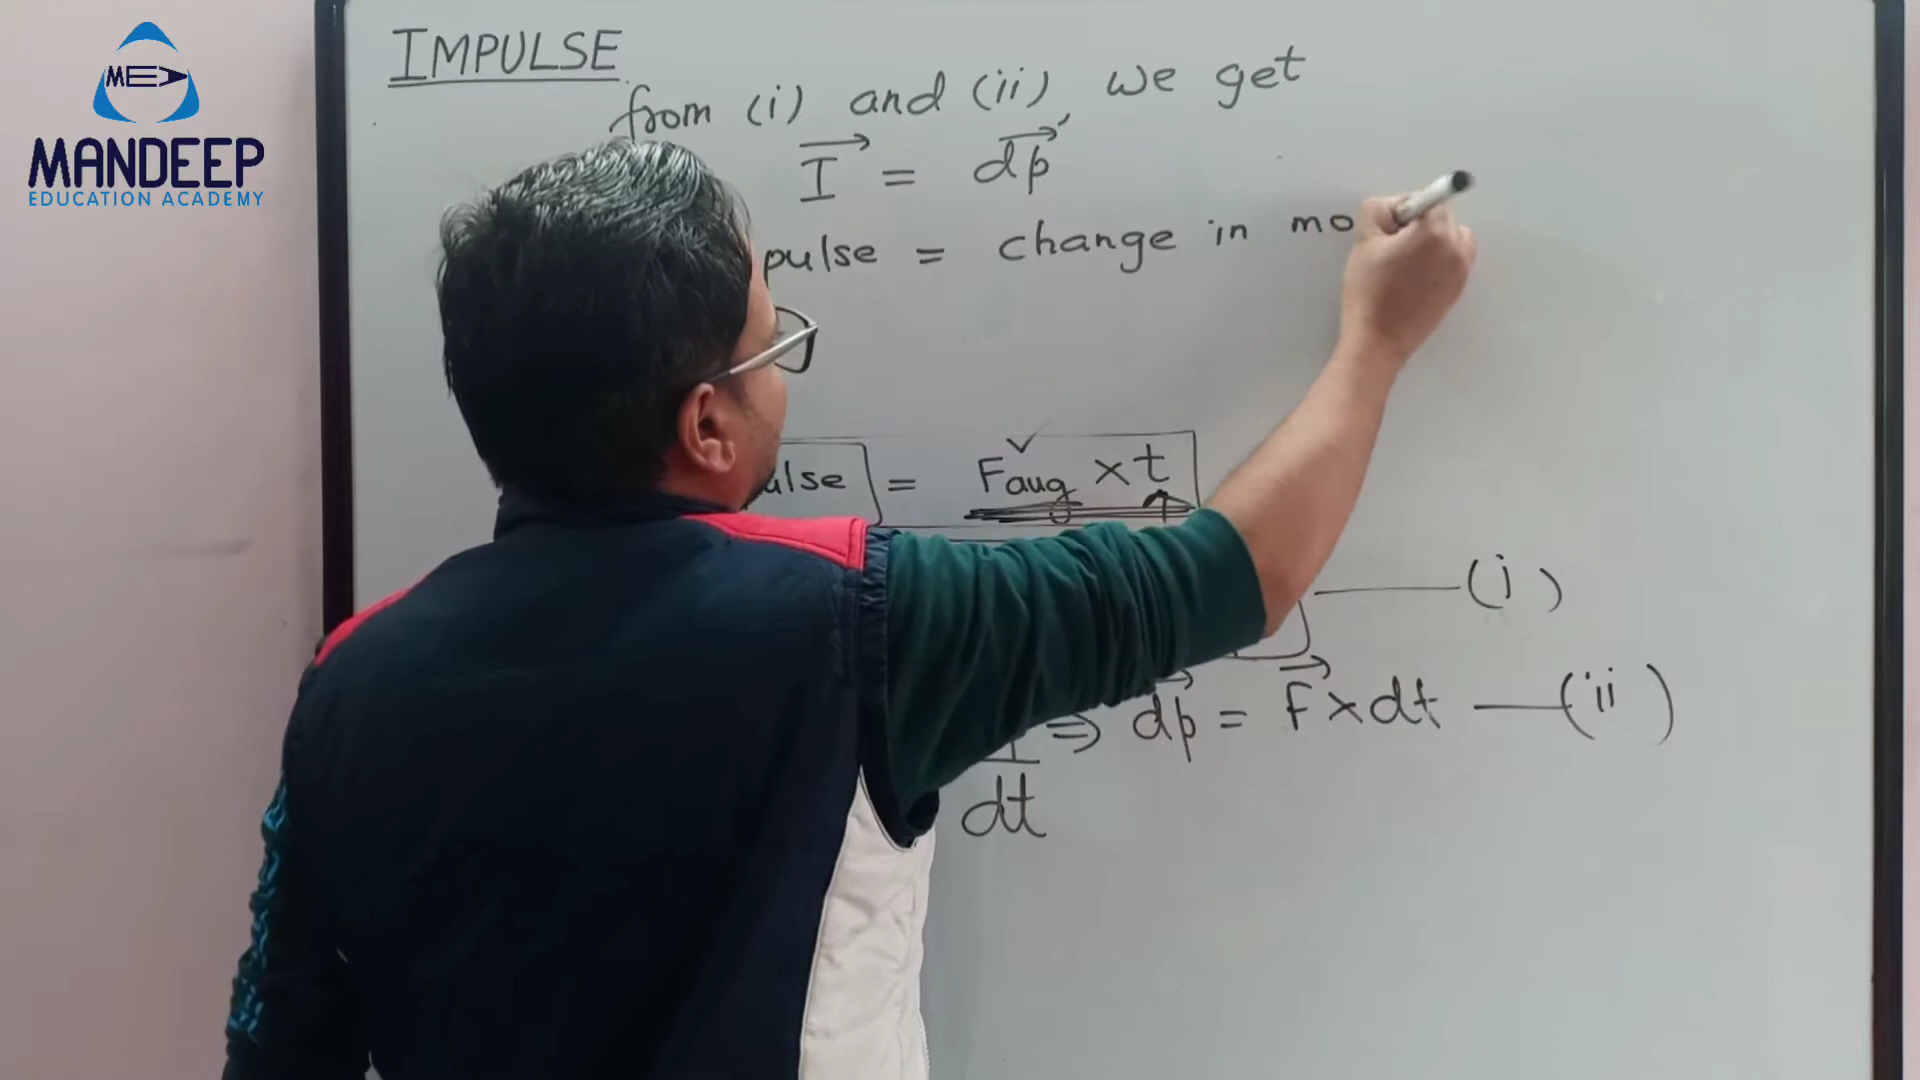 MEA
MANDEEP
EDUCATION ACADEMY
IMPULSE
from (i) and (ii), we get
I = dp
pulse = change in mo
ulse = Favg × t
(i)
⇒ dp = F × dt — (ii)
dt